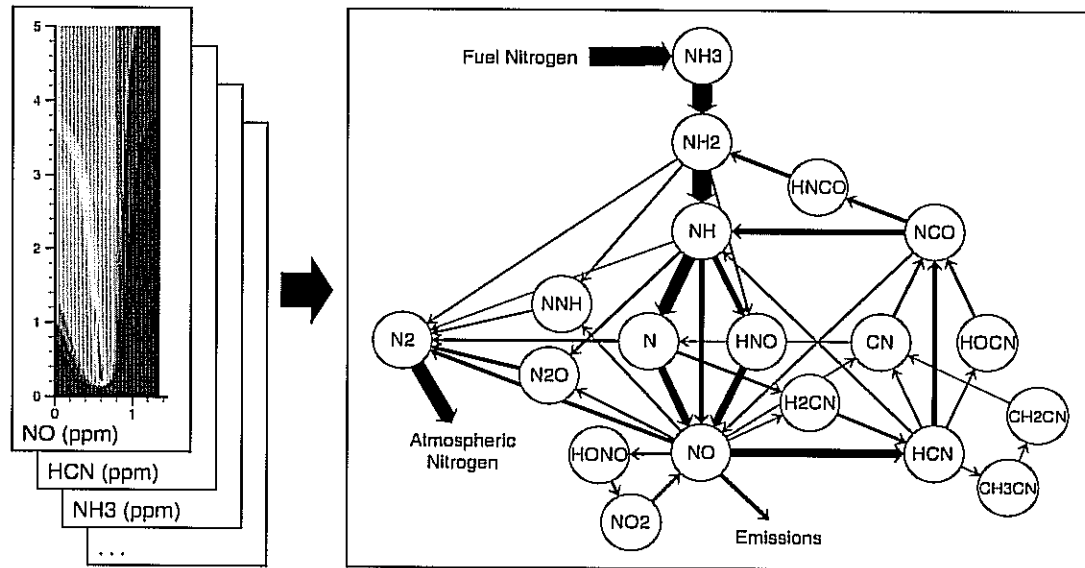 5
4
3
2
1
0
0 1
NO (ppm)
HCN (ppm)
NH3 (ppm)
...
Fuel Nitrogen
NH3
NH2
HNCO
NH
NCO
NNH
N2
N
HNO
CN
HOCN
N2O
H2CN
CH2CN
Atmospheric
Nitrogen
HONO
NO
HCN
CH3CN
NO2
Emissions